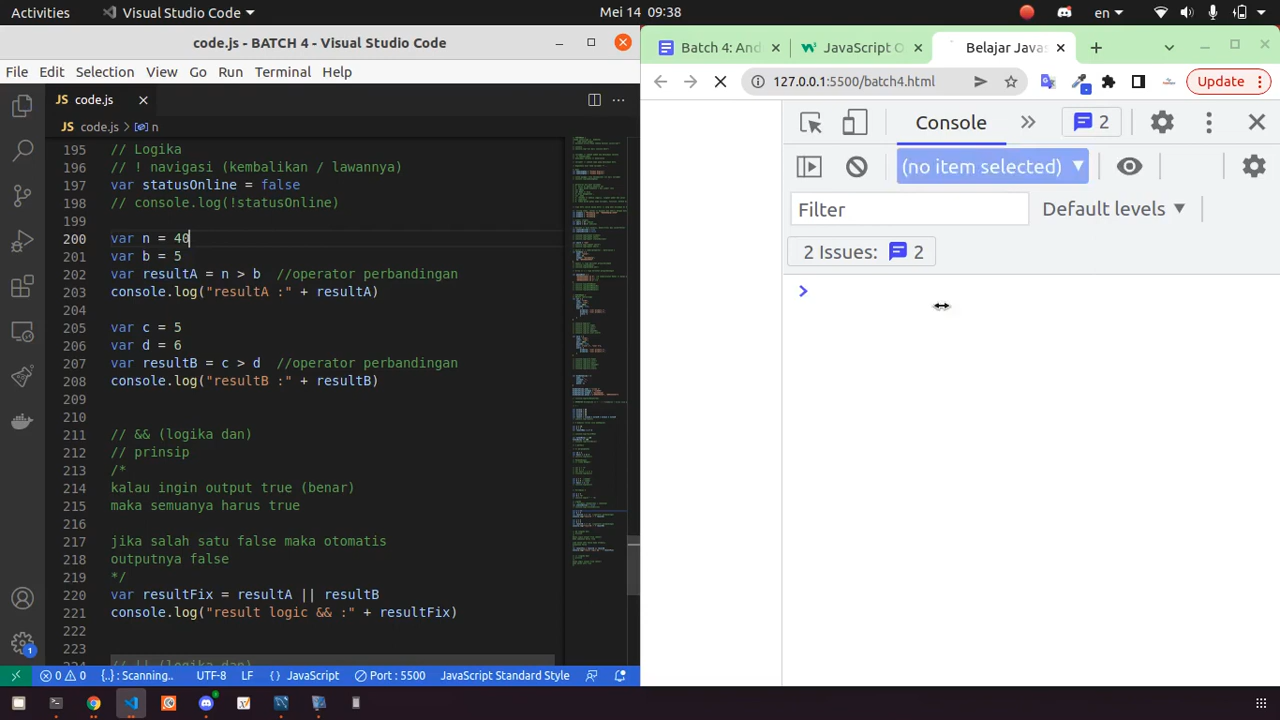 Activities
Visual Studio Code
Mei 14 09:38
en
code.js - BATCH 4 - Visual Studio Code
File Edit Selection View Go Run Terminal Help
JS code.js
JS code.js > n
195 // Logika
196 // 1. negasi (kembalikan / lawannya)
197 var statusOnline = false
198 // console.log(!statusOnline)
199
200 var n = 40
201 var b = 5
202 var resultA = n > b //operator perbandingan
203 console.log("resultA :" + resultA)
204
205 var c = 5
206 var d = 6
207 var resultB = c > d //operator perbandingan
208 console.log("resultB :" + resultB)
209
210
211 // && (logika dan)
212 // prinsip
213 /*
214 kalau ingin output true (benar)
215 maka semuanya harus true
216
217 jika salah satu false maka otomatis
218 outputan false
219 */
220 var resultFix = resultA || resultB
221 console.log("result logic && :" + resultFix)
222
223
224 // || (logika dan)
1
0 0 {..}: Scanning.. UTF-8 LF { } JavaScript Port : 5500 JavaScript Standard Style
Batch 4: And
JavaScript O
Belajar Javas
127.0.0.1:5500/batch4.html
Update
Console
2
(no item selected)
Filter
Default levels
2 Issues: 2
>